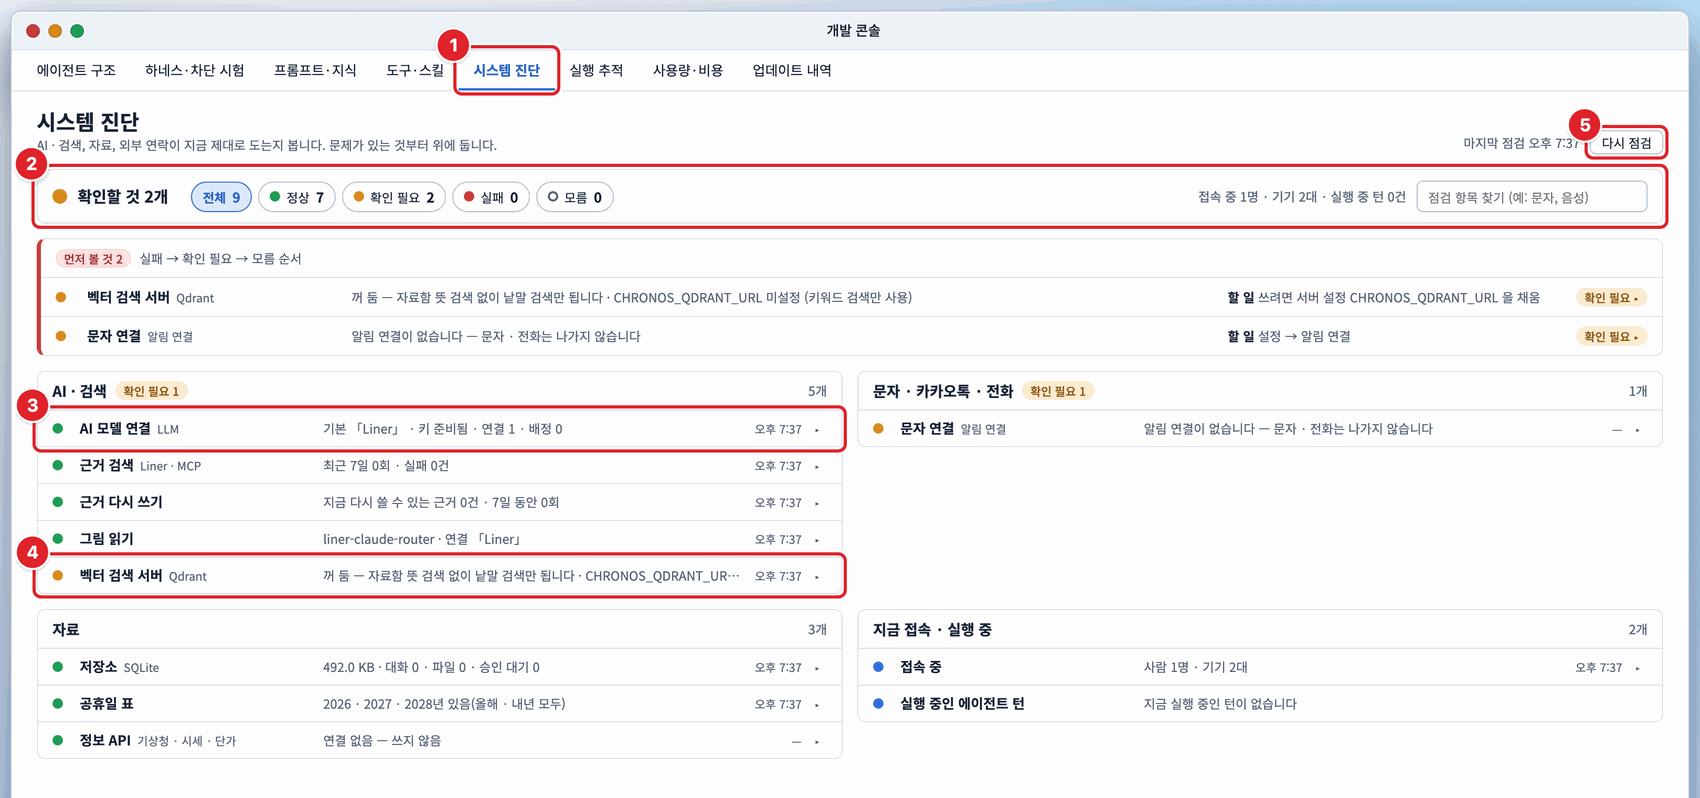 개발 콘솔
1
에이전트 구조 하네스·차단 시험 프롬프트·지식 도구·스킬 시스템 진단 실행 추적 사용량·비용 업데이트 내역
시스템 진단
AI · 검색, 자료, 외부 연락이 지금 제대로 도는지 봅니다. 문제가 있는 것부터 위에 둡니다.
마지막 점검 오후 7:37 다시 점검
5
2
확인할 것 2개 전체 9 정상 7 확인 필요 2 실패 0 모름 0 접속 중 1명 · 기기 2대 · 실행 중 턴 0건 점검 항목 찾기 (예: 문자, 음성)
먼저 볼 것 2 실패 → 확인 필요 → 모름 순서
벡터 검색 서버 Qdrant 꺼 둠 — 자료함 뜻 검색 없이 낱말 검색만 됩니다 · CHRONOS_QDRANT_URL 미설정 (키워드 검색만 사용) 할 일 쓰려면 서버 설정 CHRONOS_QDRANT_URL 을 채움 확인 필요 ▸
문자 연결 알림 연결 알림 연결이 없습니다 — 문자 · 전화는 나가지 않습니다 할 일 설정 → 알림 연결 확인 필요 ▸
AI · 검색 확인 필요 1 5개
3
AI 모델 연결 LLM 기본 「Liner」 · 키 준비됨 · 연결 1 · 배정 0 오후 7:37 ▸
근거 검색 Liner · MCP 최근 7일 0회 · 실패 0건 오후 7:37 ▸
근거 다시 쓰기 지금 다시 쓸 수 있는 근거 0건 · 7일 동안 0회 오후 7:37 ▸
그림 읽기 liner-claude-router · 연결 「Liner」 오후 7:37 ▸
4
벡터 검색 서버 Qdrant 꺼 둠 — 자료함 뜻 검색 없이 낱말 검색만 됩니다 · CHRONOS_QDRANT_UR… 오후 7:37 ▸
문자 · 카카오톡 · 전화 확인 필요 1 1개
문자 연결 알림 연결 알림 연결이 없습니다 — 문자 · 전화는 나가지 않습니다 — ▸
자료 3개
저장소 SQLite 492.0 KB · 대화 0 · 파일 0 · 승인 대기 0 오후 7:37 ▸
공휴일 표 2026 · 2027 · 2028년 있음(올해 · 내년 모두) 오후 7:37 ▸
정보 API 기상청 · 시세 · 단가 연결 없음 — 쓰지 않음 — ▸
지금 접속 · 실행 중 2개
접속 중 사람 1명 · 기기 2대 오후 7:37 ▸
실행 중인 에이전트 턴 지금 실행 중인 턴이 없습니다